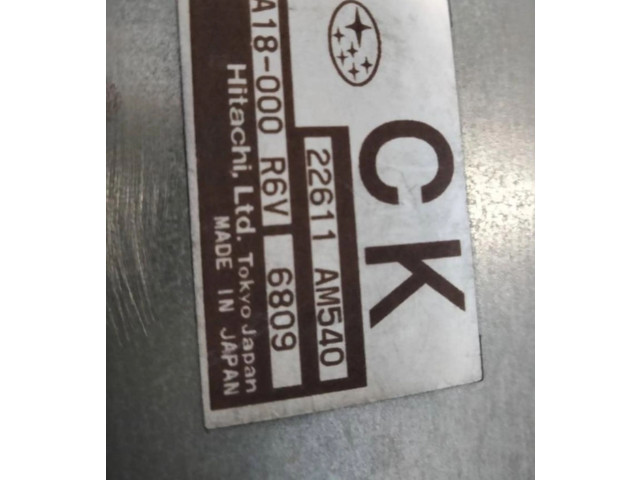 CK
22611 AM540
A18-000 R6V 6809
Hitachi, Ltd. Tokyo Japan
MADE IN JAPAN